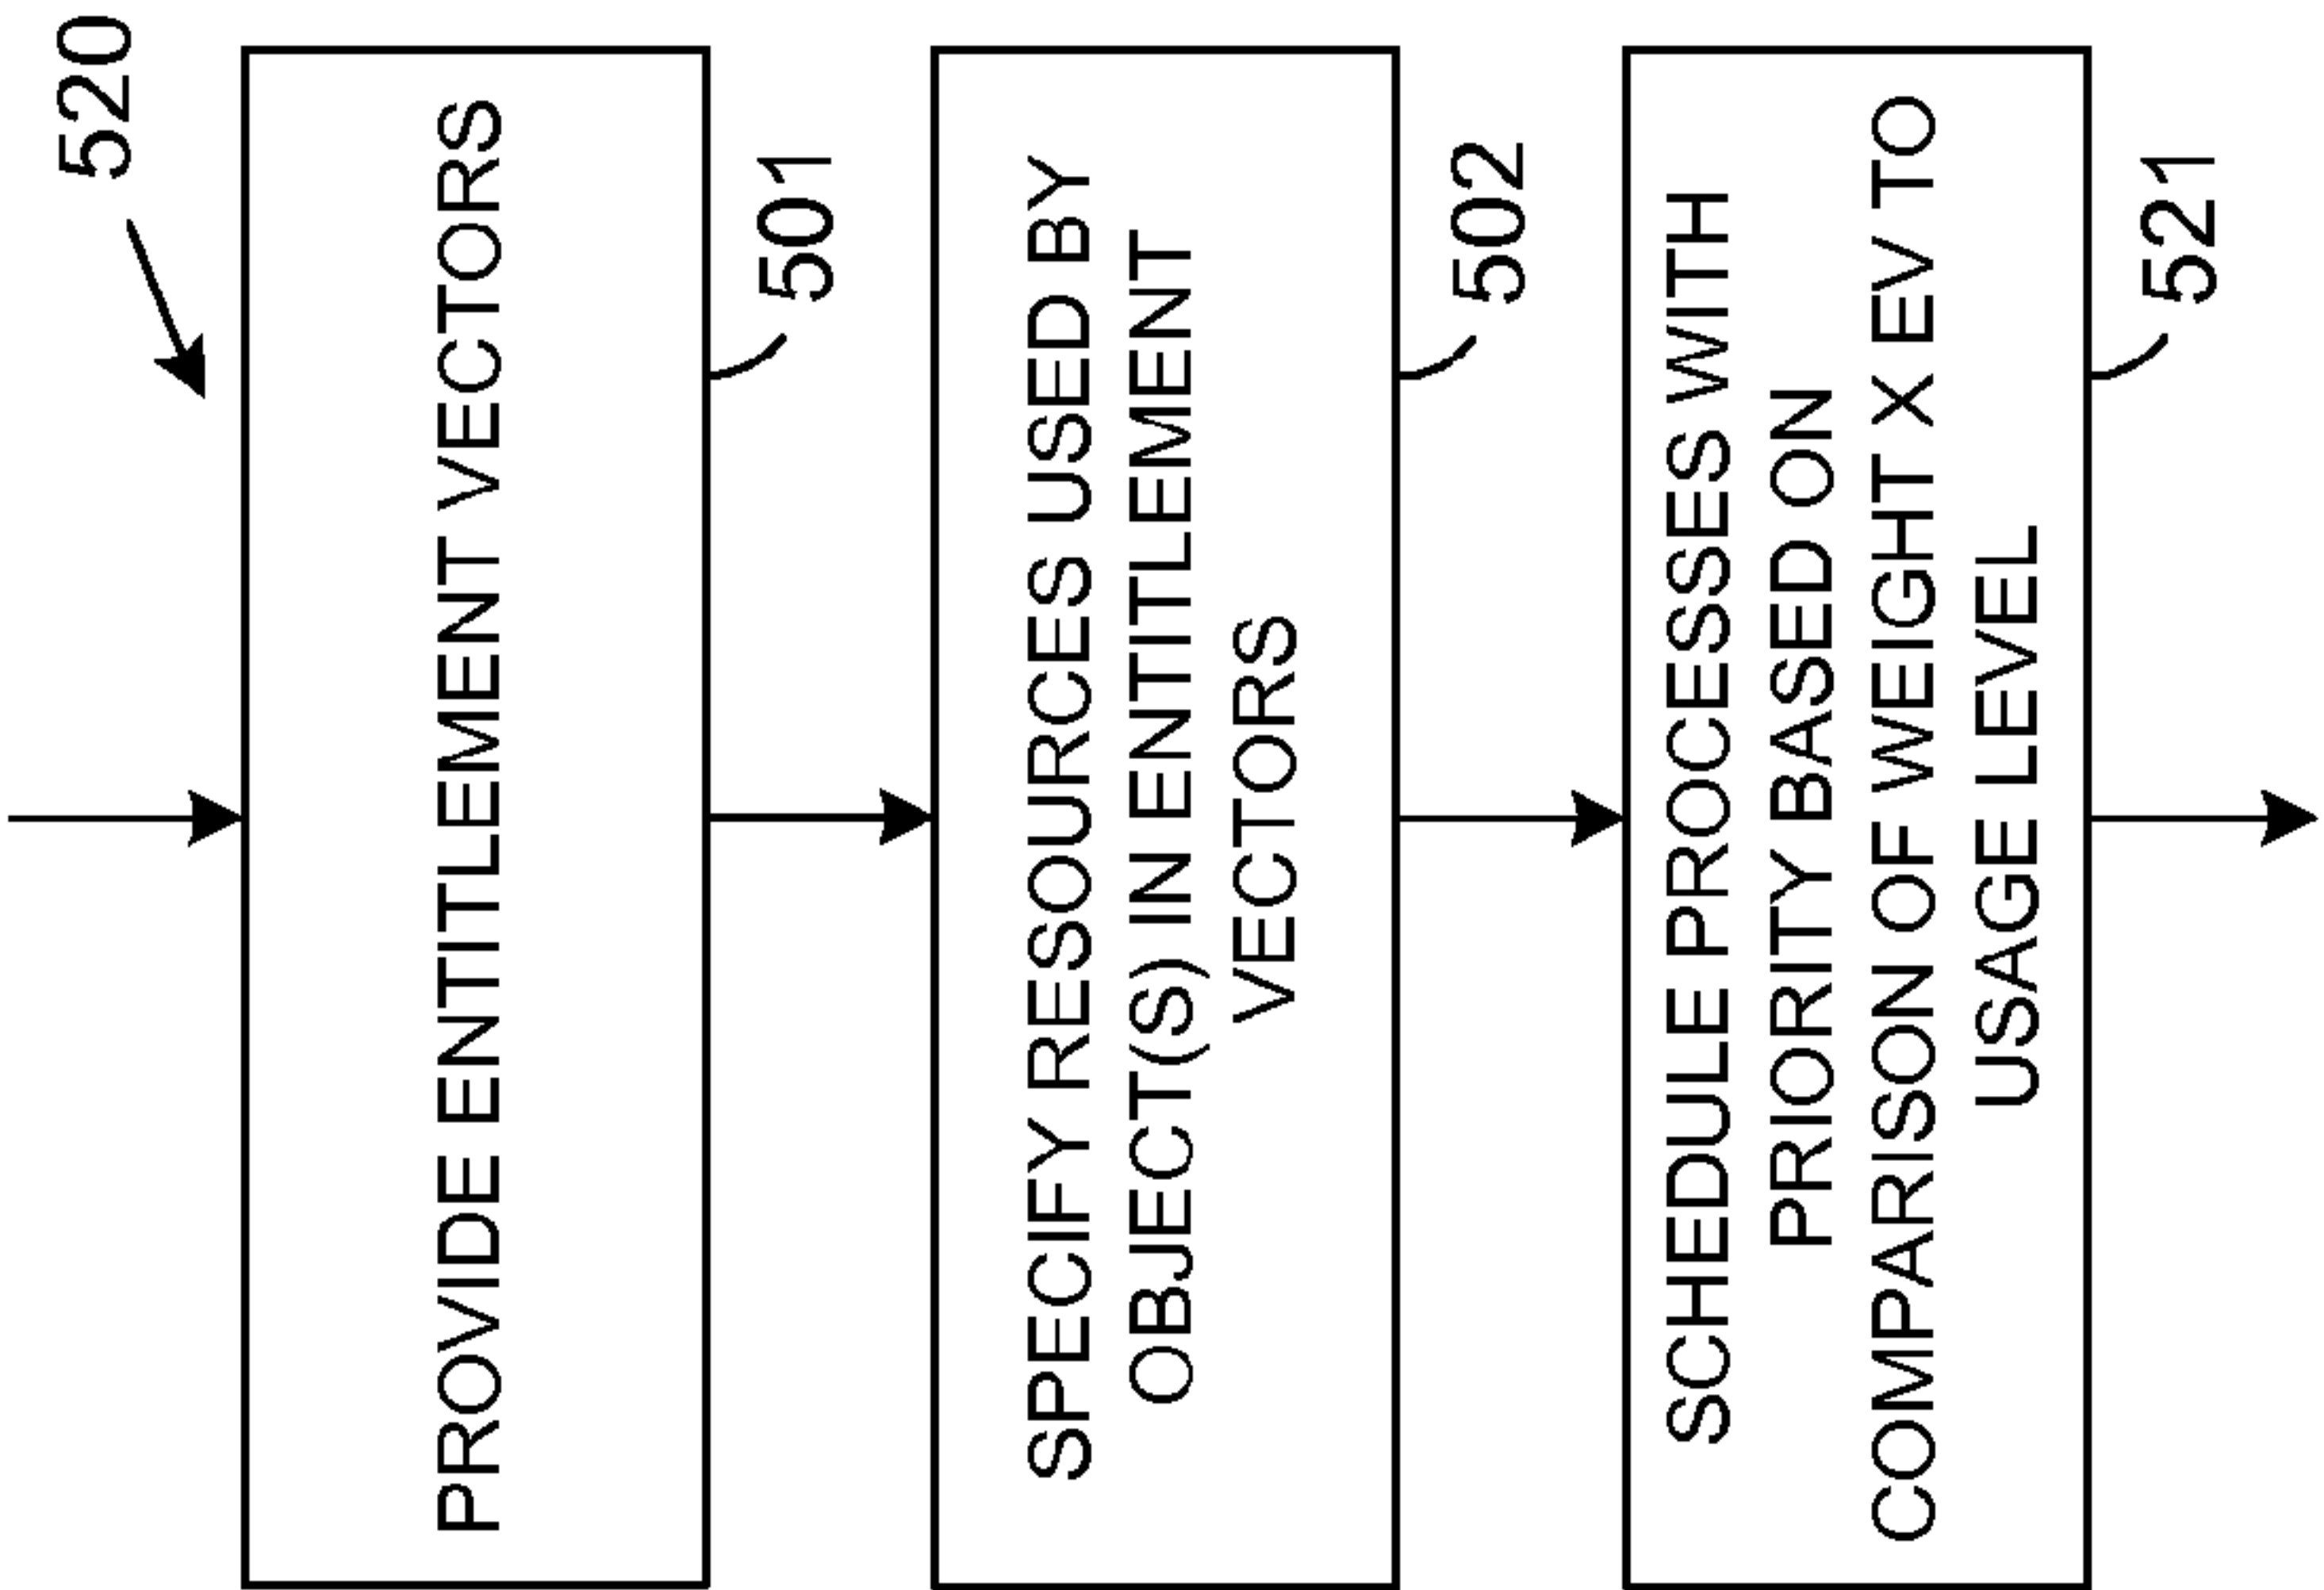 520
PROVIDE ENTITLEMENT VECTORS
501
SPECIFY RESOURCES USED BY
OBJECT(S) IN ENTITLEMENT
VECTORS
502
SCHEDULE PROCESSES WITH
PRIORITY BASED ON
COMPARISON OF WEIGHT X EV TO
USAGE LEVEL
521